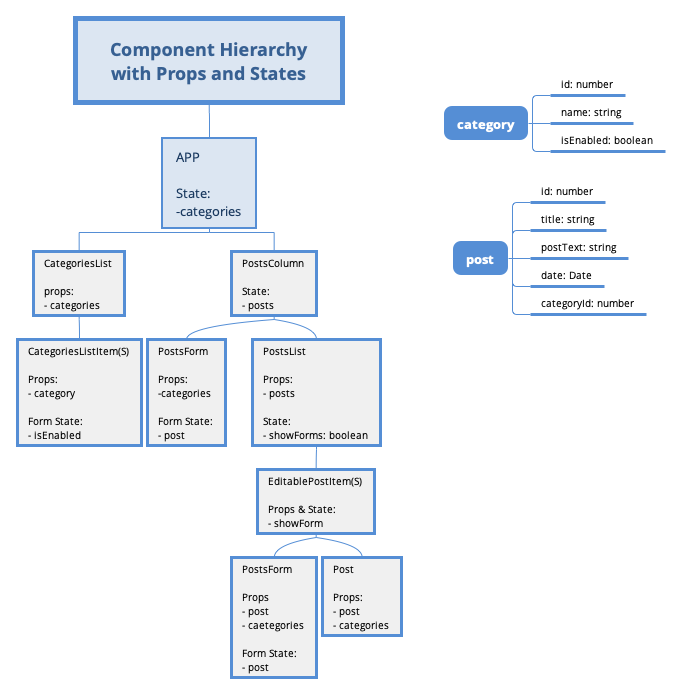 Component Hierarchy
with Props and States
APP
State:
-categories
CategoriesList
props:
- categories
PostsColumn
State:
- posts
CategoriesListItem(S)
Props:
- category
Form State:
- isEnabled
PostsForm
Props:
-categories
Form State:
- post
PostsList
Props:
- posts
State:
- showForms: boolean
EditablePostItem(S)
Props & State:
- showForm
PostsForm
Props
- post
- caetegories
Form State:
- post
Post
Props:
- post
- categories
category
id: number
name: string
isEnabled: boolean
post
id: number
title: string
postText: string
date: Date
categoryId: number